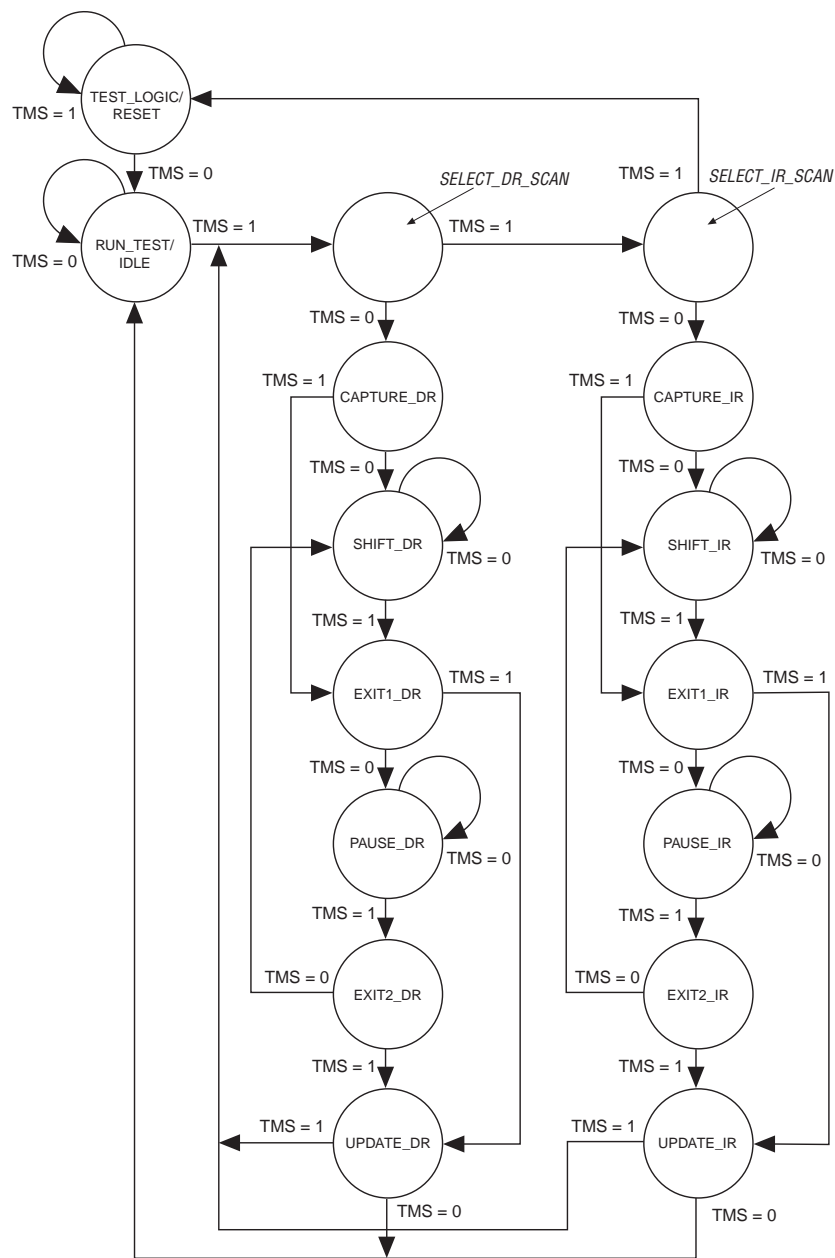 TEST_LOGIC/
RESET
TMS = 1
TMS = 0
SELECT_DR_SCAN
TMS = 1
SELECT_IR_SCAN
RUN_TEST/
IDLE
TMS = 0
TMS = 1
TMS = 1
TMS = 0
TMS = 0
TMS = 1
CAPTURE_DR
TMS = 1
CAPTURE_IR
TMS = 0
TMS = 0
SHIFT_DR
TMS = 0
SHIFT_IR
TMS = 0
TMS = 1
TMS = 1
EXIT1_DR
TMS = 1
EXIT1_IR
TMS = 1
TMS = 0
TMS = 0
PAUSE_DR
TMS = 0
PAUSE_IR
TMS = 0
TMS = 1
TMS = 1
TMS = 0
EXIT2_DR
TMS = 0
EXIT2_IR
TMS = 1
TMS = 1
TMS = 1
UPDATE_DR
TMS = 1
UPDATE_IR
TMS = 0
TMS = 0